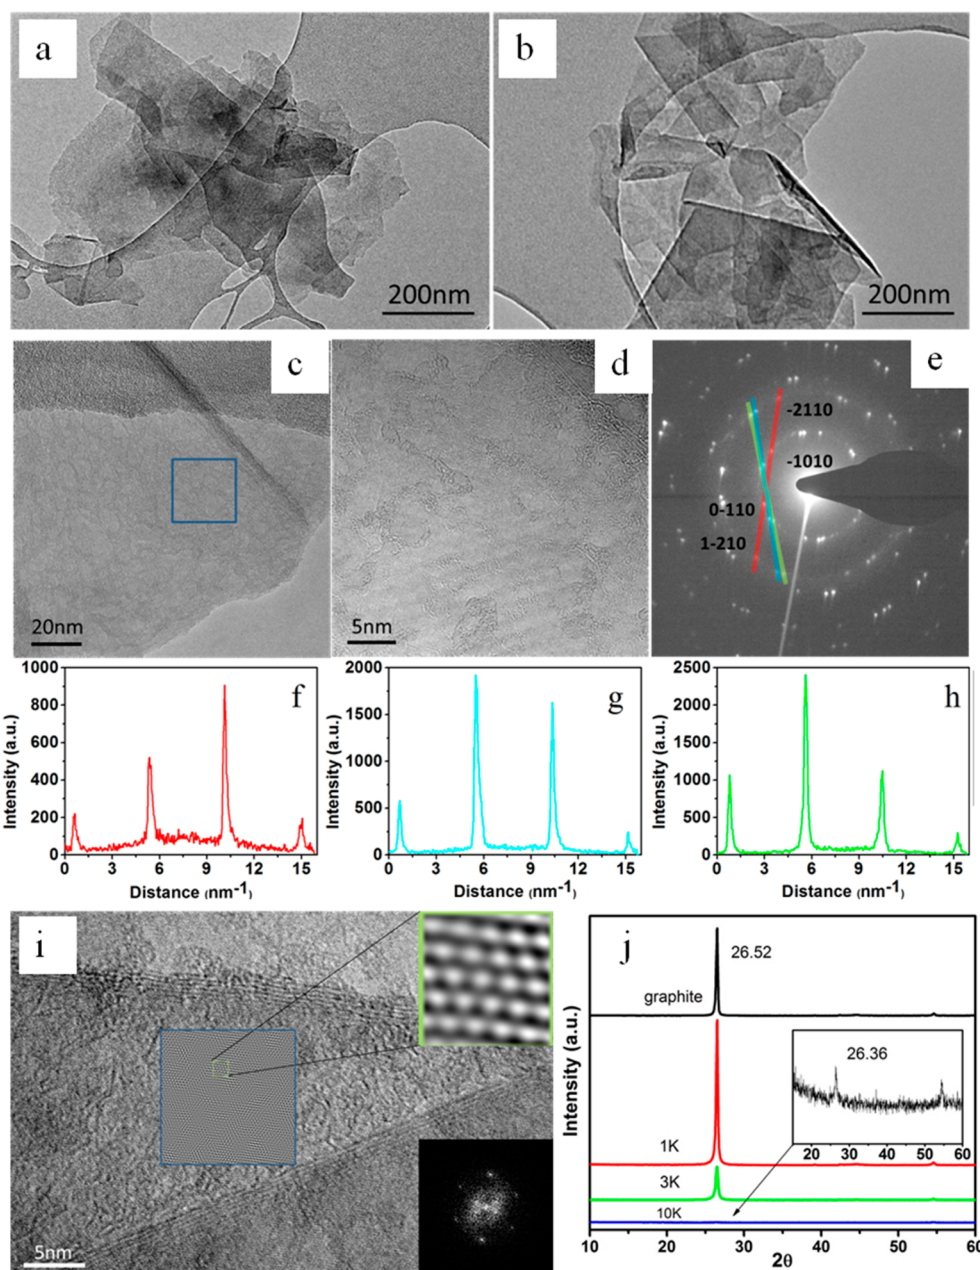 a
200nm
b
200nm
c
20nm
d
5nm
e
-2110
-1010
0-110
1-210
1000
800
600
400
200
0
f
Intensity (a.u.)
0 3 6 9 12 15
Distance (nm-1)
2000
1500
1000
500
0
g
Intensity (a.u.)
0 3 6 9 12 15
Distance (nm-1)
2500
2000
1500
1000
500
0
h
Intensity (a.u.)
0 3 6 9 12 15
Distance (nm-1)
i
5nm
j
26.52
graphite
26.36
20 30 40 50 60
1K
3K
10K
Intensity (a.u.)
10 20 30 40 50 60
2θ